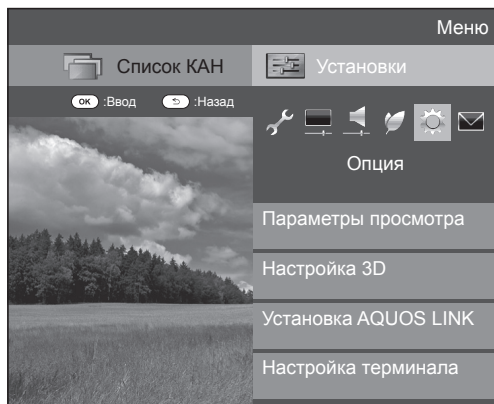 Меню
Список КАН
Установки
OK :Ввод :Назад
Опция
Параметры просмотра
Настройка 3D
Установка AQUOS LINK
Настройка терминала